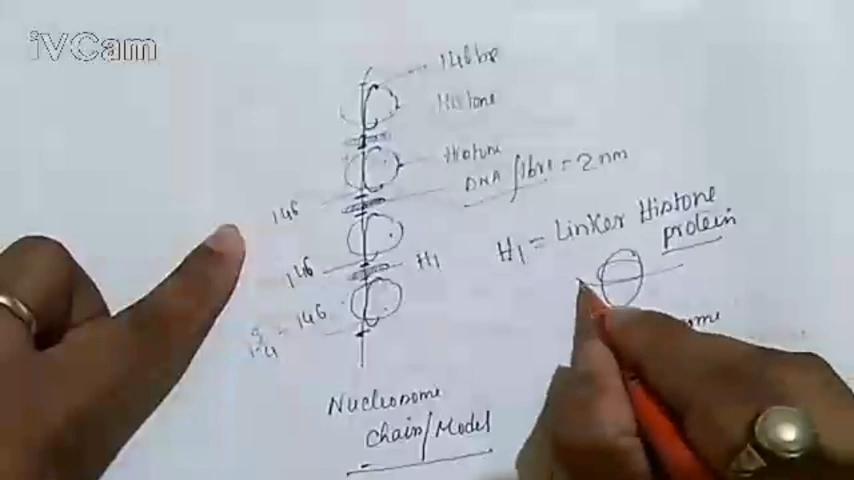 iVCam
146bp
Histone
Histone
DNA fibre = 2nm
146
146
H1
146
H1 = Linker Histone
protein
Nucleosome
chain/Model